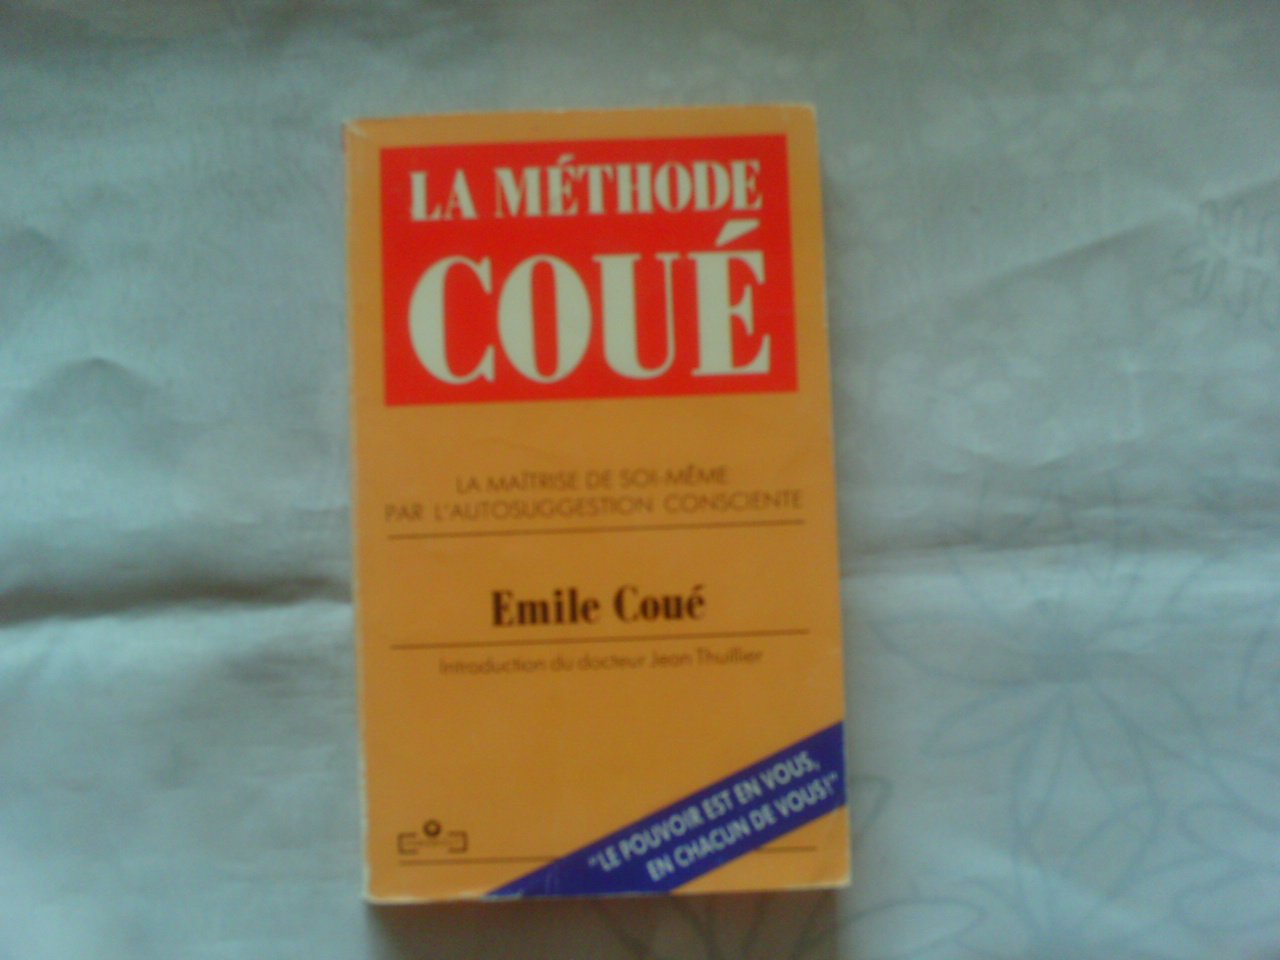 LA MÉTHODE
COUÉ
LA MAÎTRISE DE SOI-MÊME
PAR L'AUTOSUGGESTION CONSCIENTE
Emile Coué
Introduction du docteur Jean Thuillier
"LE POUVOIR EST EN VOUS,
EN CHACUN DE VOUS!"